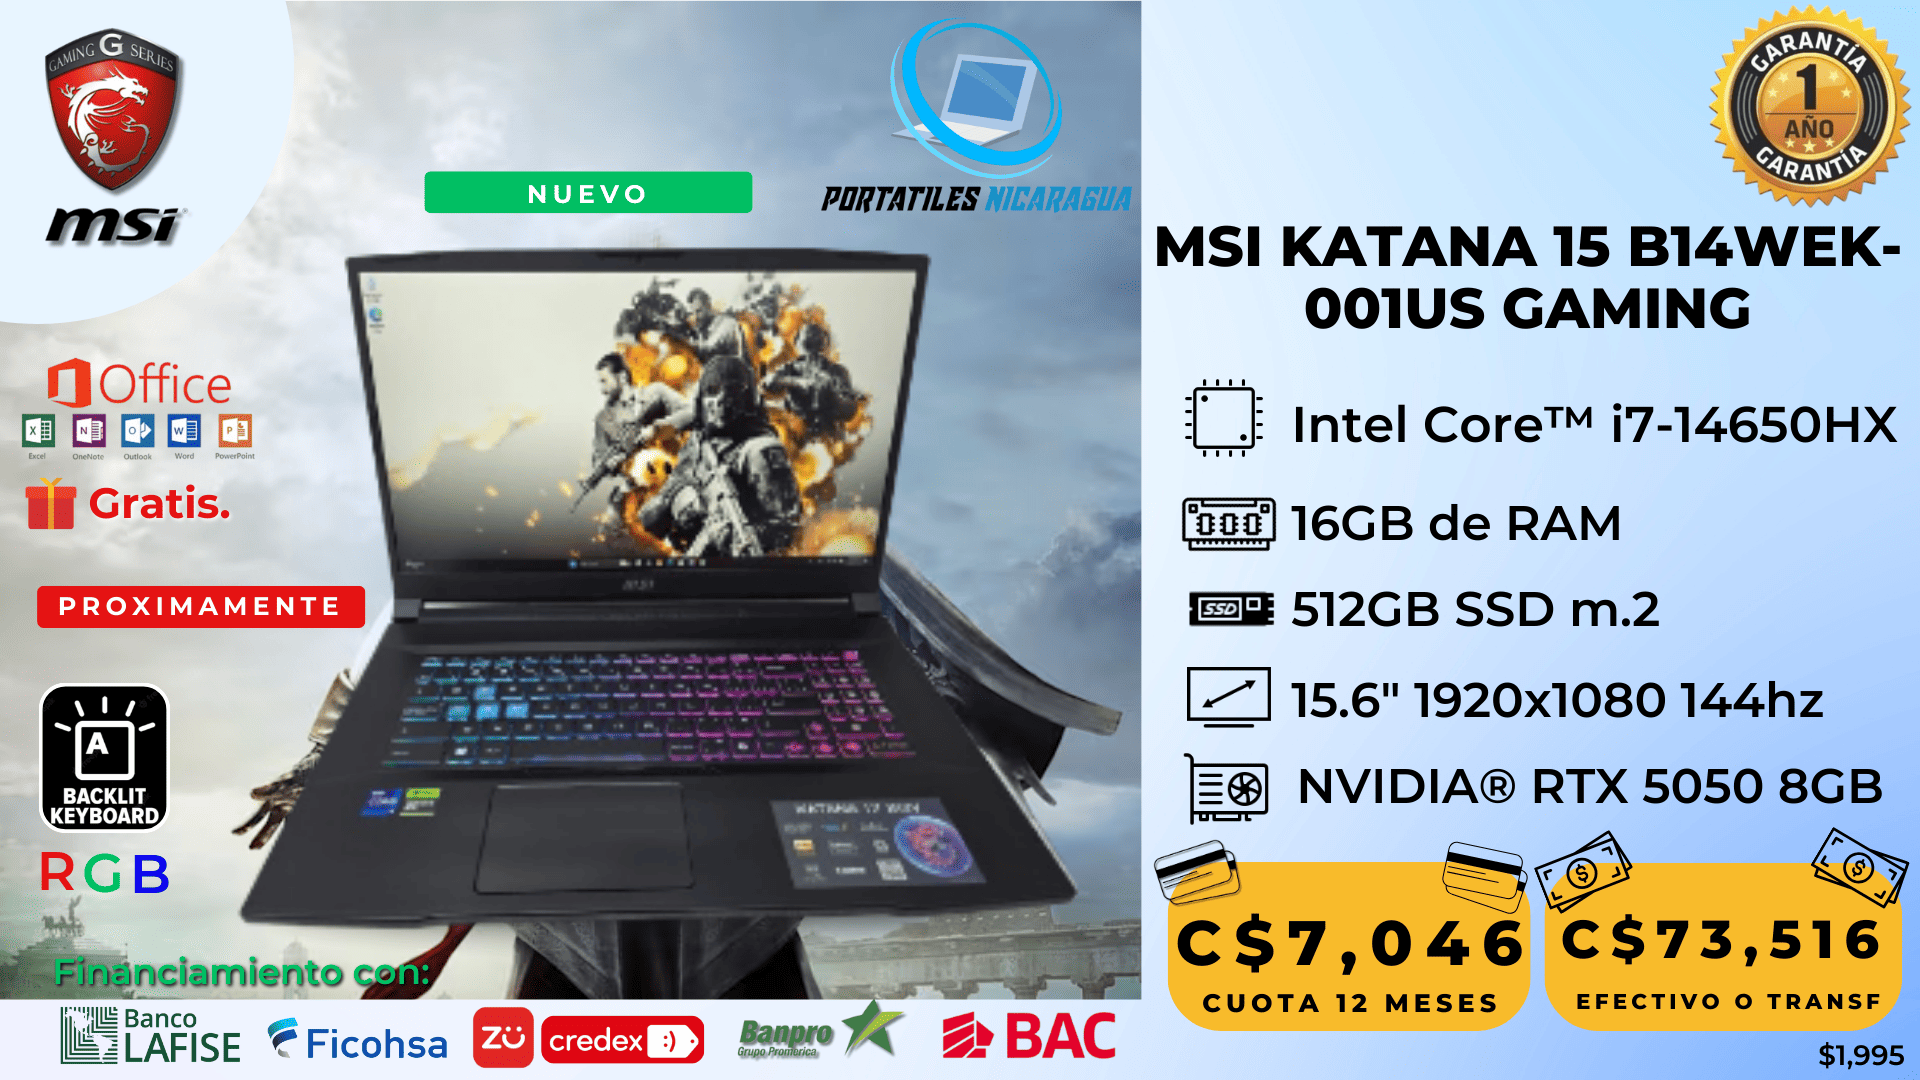 GAMING G SERIES
msi
PORTATILES NICARAGUA
NUEVO
Office
Excel
OneNote
Outlook
Word
PowerPoint
Gratis.
PROXIMAMENTE
A
BACKLIT
KEYBOARD
RGB
msi
KATANA 17
Financiamiento con:
Banco
LAFISE
Ficohsa
zü
credex
Banpro
Grupo Promerica
BAC
GARANTÍA
1
AÑO
GARANTÍA
MSI KATANA 15 B14WEK-
001US GAMING
Intel Core™ i7-14650HX
16GB de RAM
SSD
512GB SSD m.2
15.6" 1920x1080 144hz
NVIDIA® RTX 5050 8GB
C$7,046
CUOTA 12 MESES
C$73,516
EFECTIVO O TRANSF
$1,995